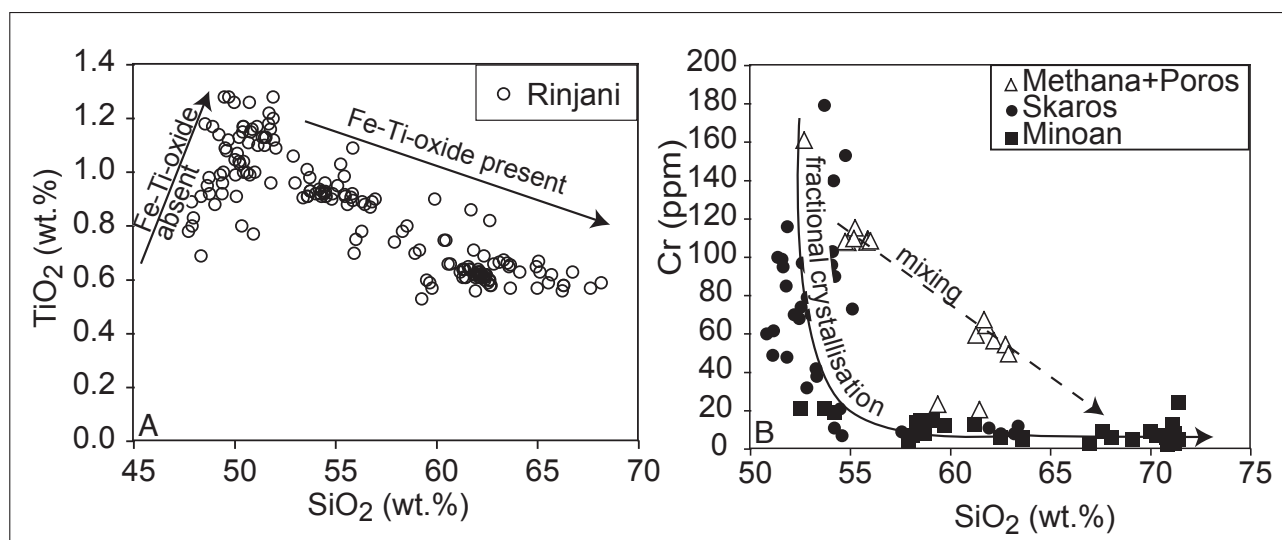 1.4
1.2
1.0
0.8
0.6
0.4
0.2
0.0
TiO2 (wt.%)
45 50 55 60 65 70
SiO2 (wt.%)
A
Rinjani
Fe-Ti-oxide
absent
Fe-Ti-oxide present
200
180
160
140
120
100
80
60
40
20
0
Cr (ppm)
50 55 60 65 70 75
SiO2 (wt.%)
B
Methana+Poros
Skaros
Minoan
fractional crystallisation
mixing